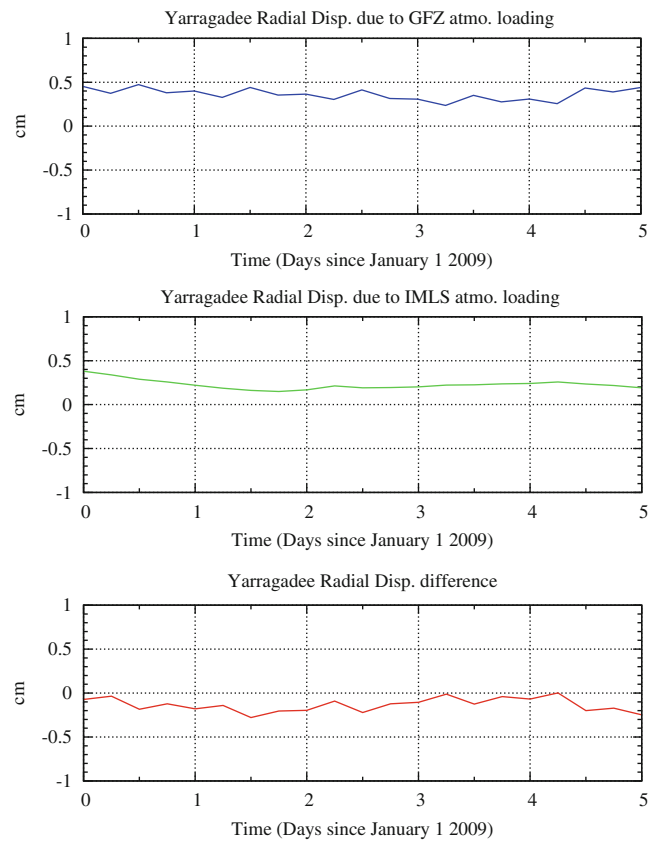 Yarragadee Radial Disp. due to GFZ atmo. loading
1
0.5
0
-0.5
-1
cm
0 1 2 3 4 5
Time (Days since January 1 2009)
Yarragadee Radial Disp. due to IMLS atmo. loading
1
0.5
0
-0.5
-1
cm
0 1 2 3 4 5
Time (Days since January 1 2009)
Yarragadee Radial Disp. difference
1
0.5
0
-0.5
-1
cm
0 1 2 3 4 5
Time (Days since January 1 2009)